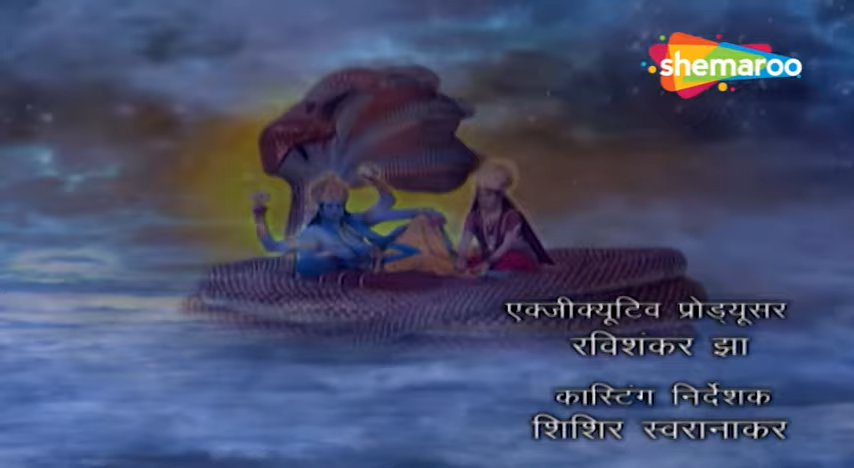 shemaroo
एक्जीक्यूटिव प्रोड्यूसर
रविशंकर झा
कास्टिंग निर्देशक
शिशिर स्वरानाकर